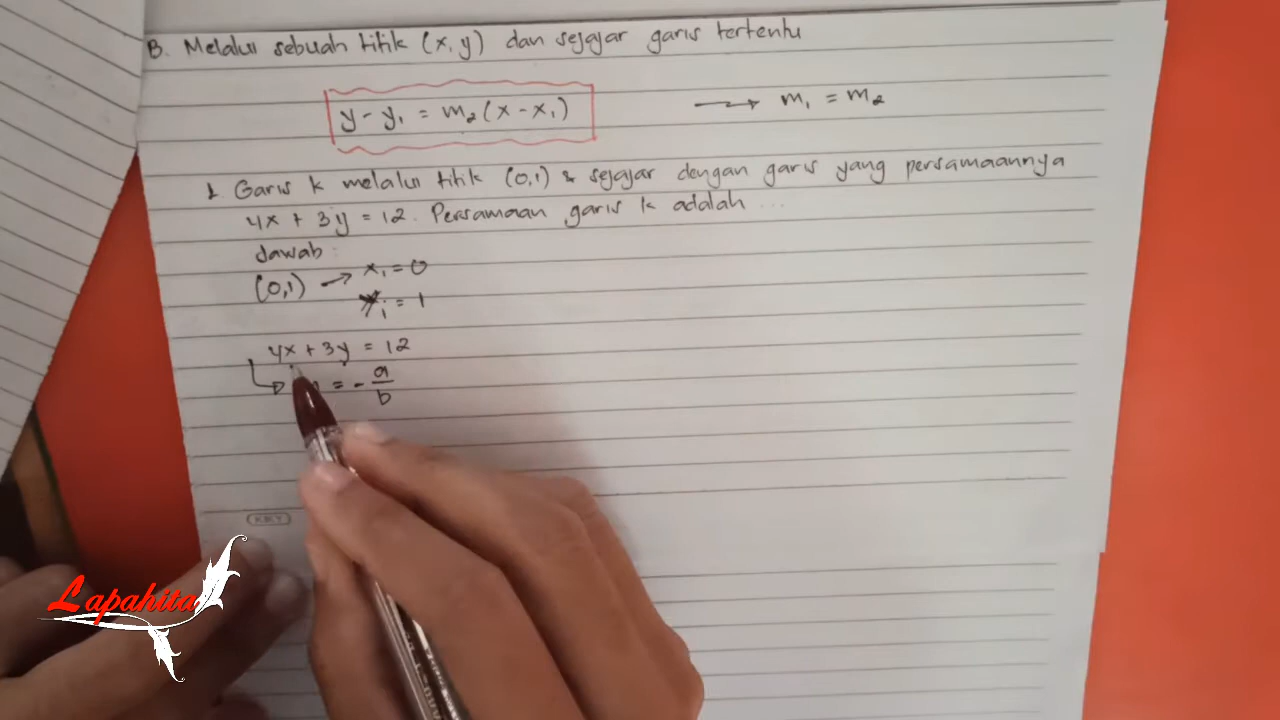 B. Melalui sebuah titik (x, y) dan sejajar garis tertentu
y - y₁ = m₂ (x - x₁) → m₁ = m₂
1. Garis k melalui titik (0,1) & sejajar dengan garis yang persamaannya
4x + 3y = 12. Persamaan garis k adalah ...
Jawab :
(0,1) → x₁ = 0
y₁ = 1
4x + 3y = 12
= - a/b
KKY
Lapahita